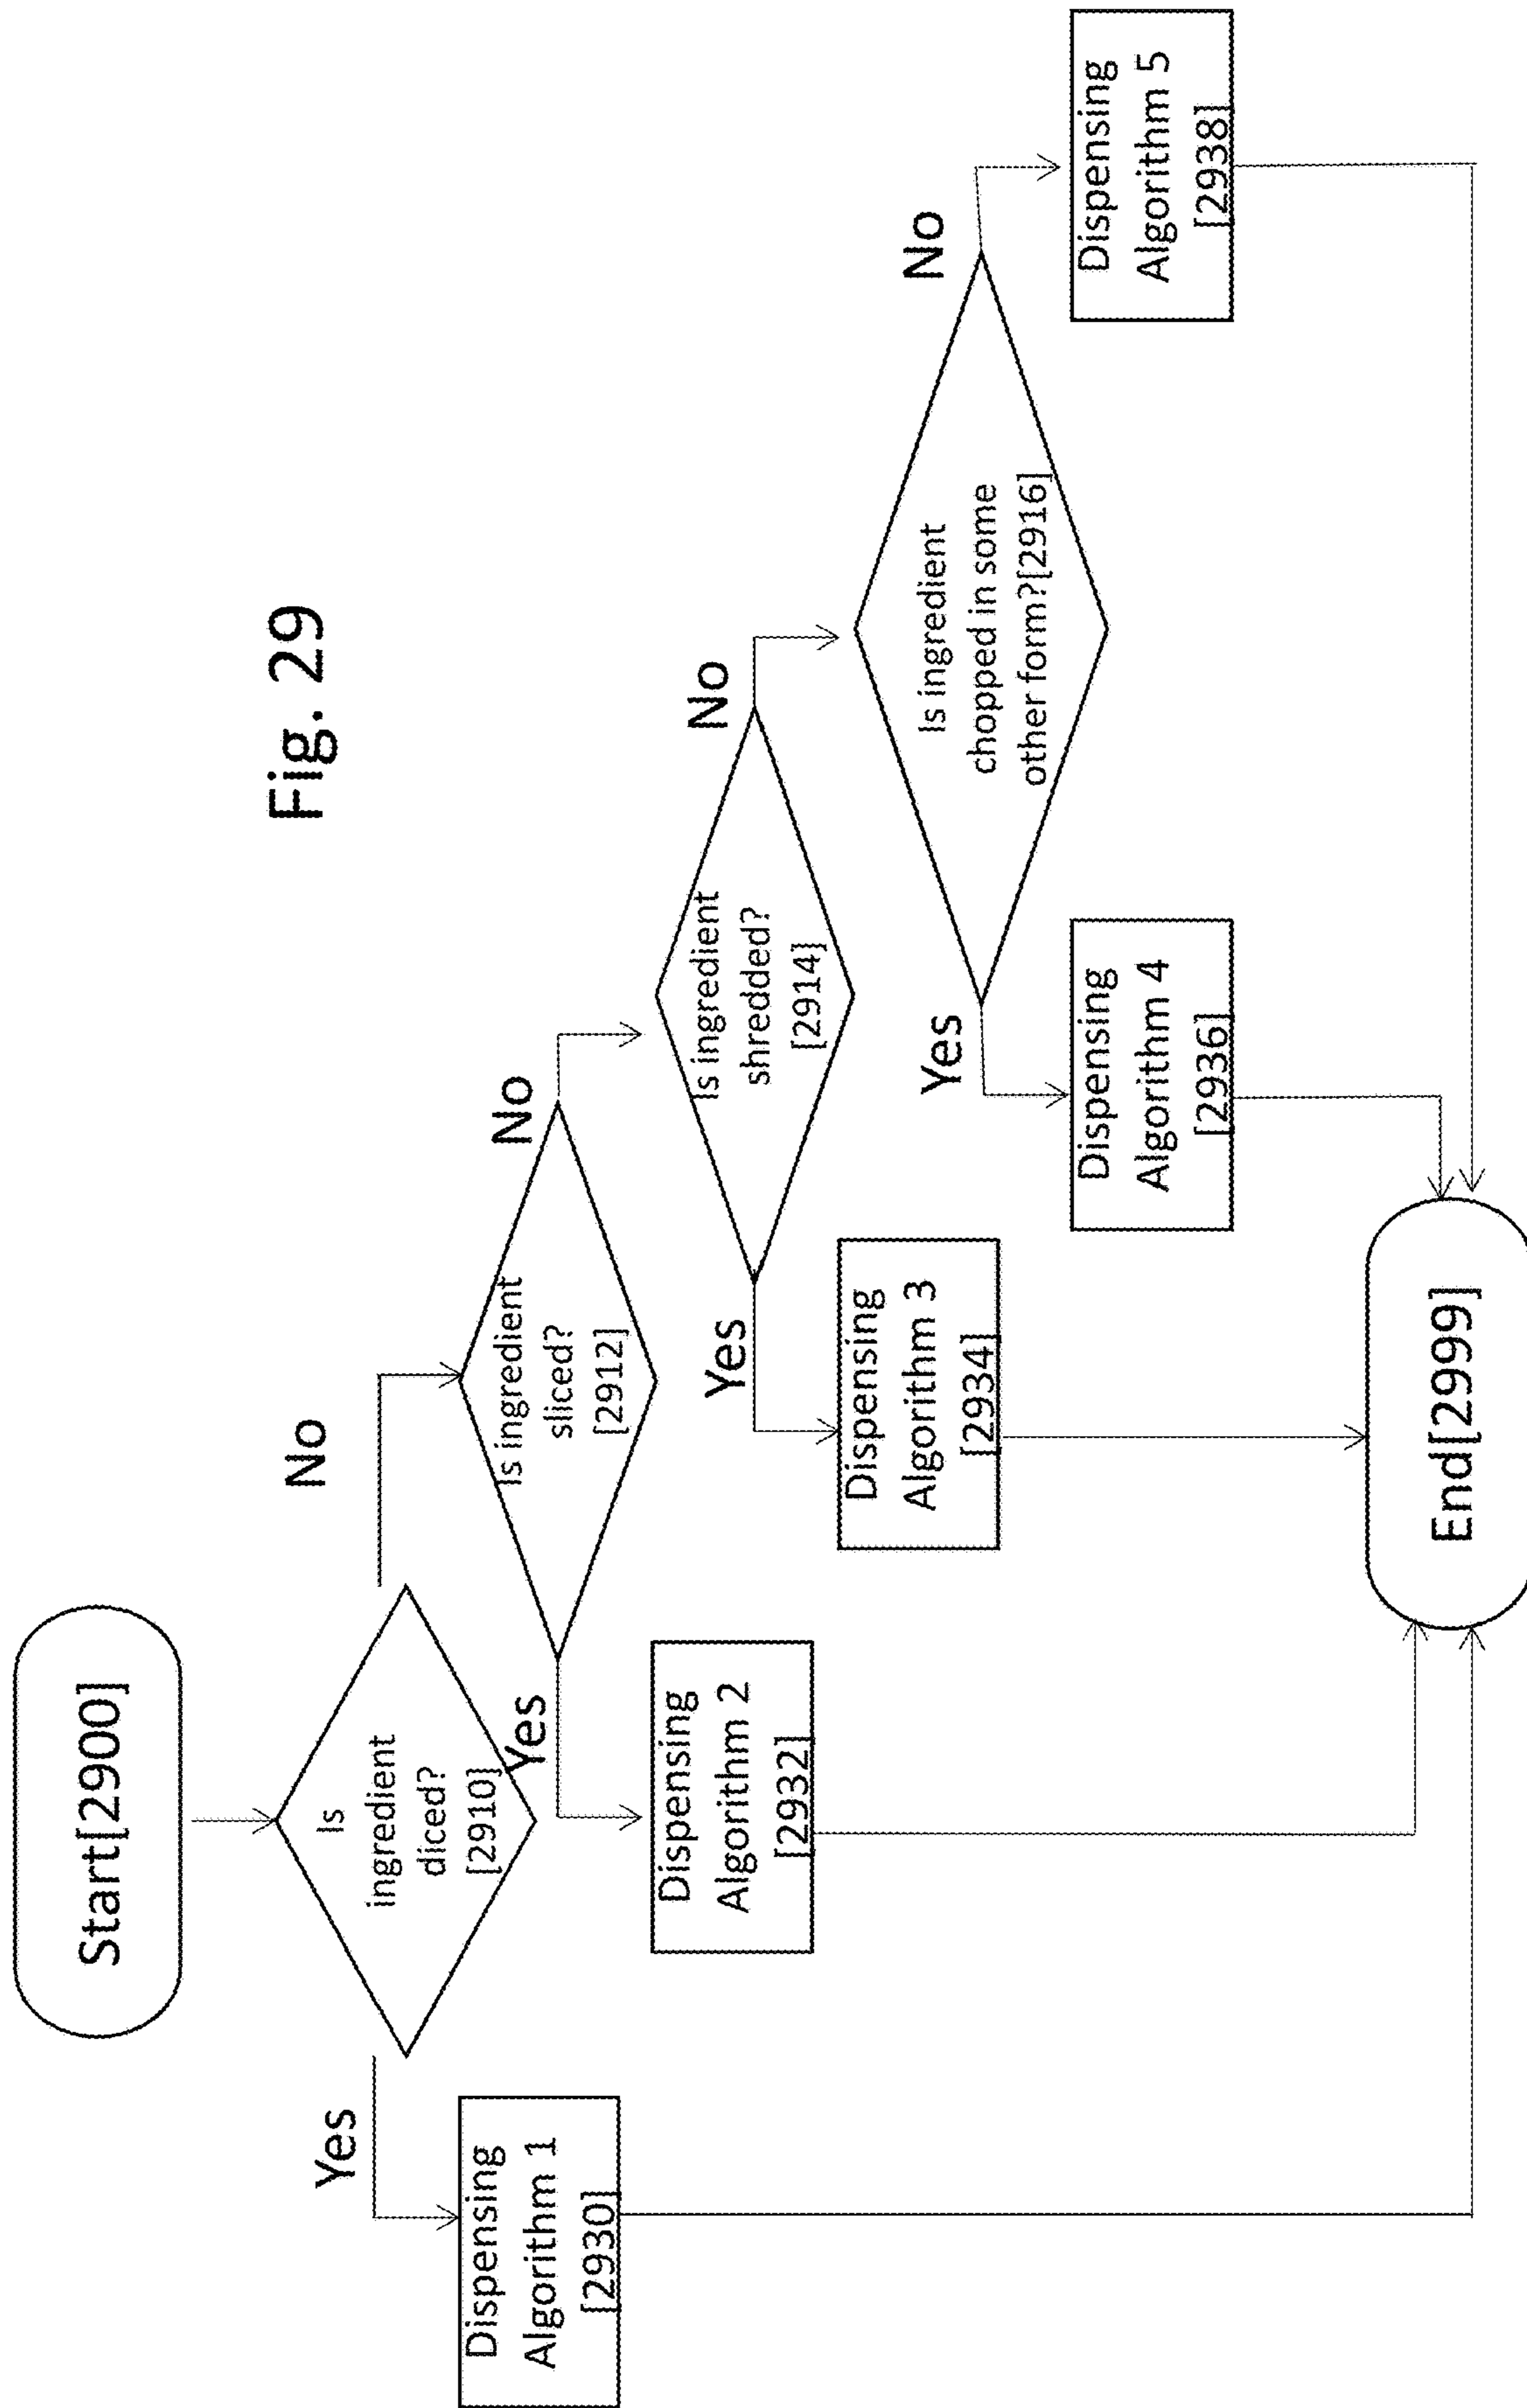 Fig. 29
Start[2900]
Is
ingredient
diced?
[2910]
Yes
No
Dispensing
Algorithm 1
[2930]
Is ingredient
sliced?
[2912]
Yes
No
Dispensing
Algorithm 2
[2932]
Is ingredient
shredded?
[2914]
Yes
No
Dispensing
Algorithm 3
[2934]
Is ingredient
chopped in some
other form?[2916]
Yes
No
Dispensing
Algorithm 4
[2936]
Dispensing
Algorithm 5
[2938]
End[2999]